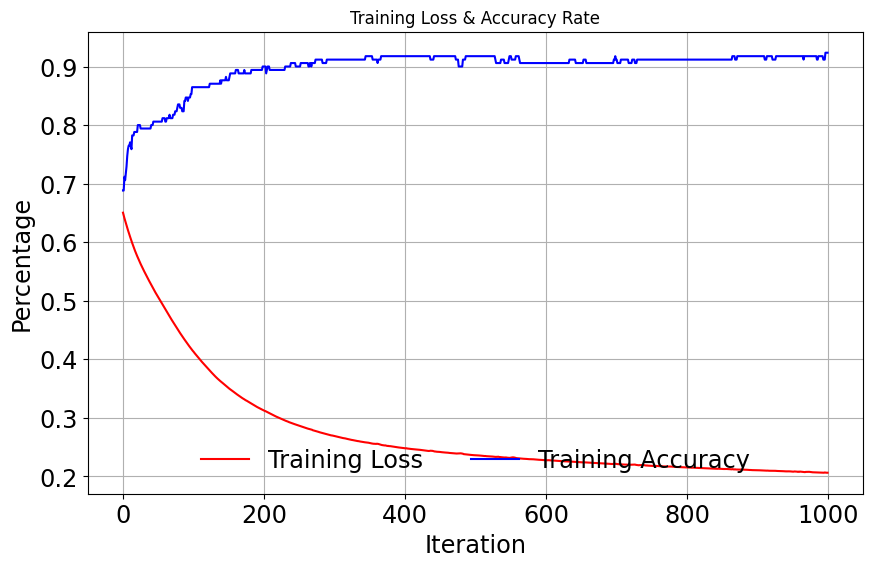 Training Loss & Accuracy Rate
Percentage
0.9
0.8
0.7
0.6
0.5
0.4
0.3
0.2
Training Loss
Training Accuracy
0
200
400
600
800
1000
Iteration